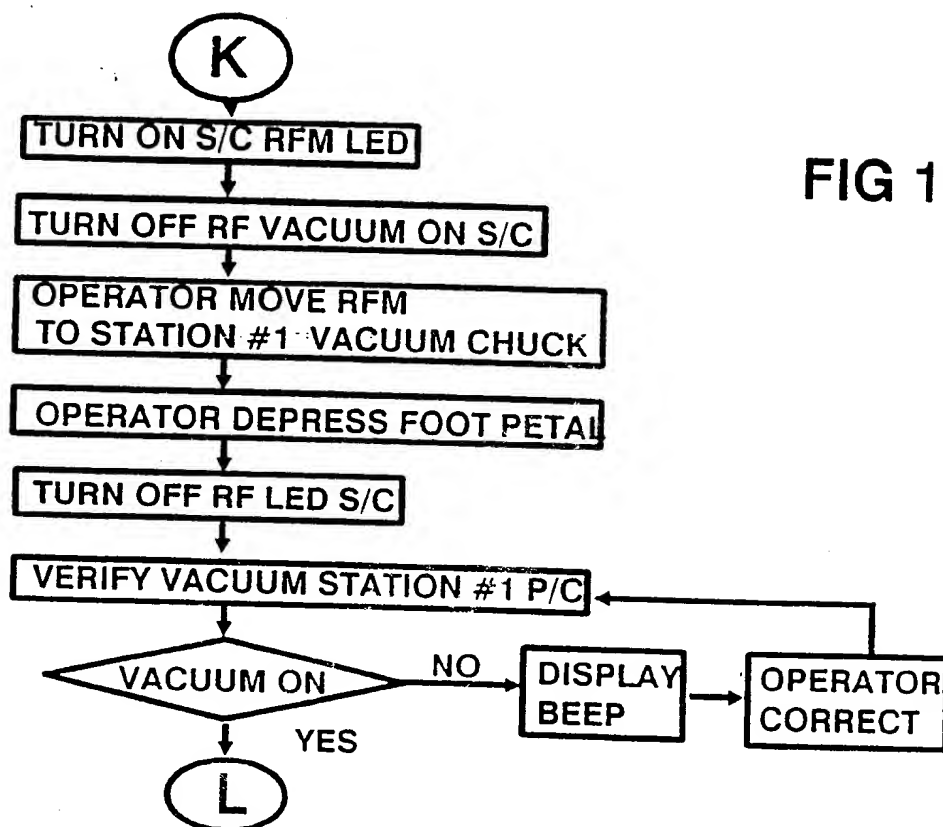 K
TURN ON S/C RFM LED
FIG 1
TURN OFF RF VACUUM ON S/C
OPERATOR MOVE RFM
TO STATION #1 VACUUM CHUCK
OPERATOR DEPRESS FOOT PETAL
TURN OFF RF LED S/C
VERIFY VACUUM STATION #1 P/C
VACUUM ON
NO
DISPLAY
BEEP
OPERATOR
CORRECT
YES
L